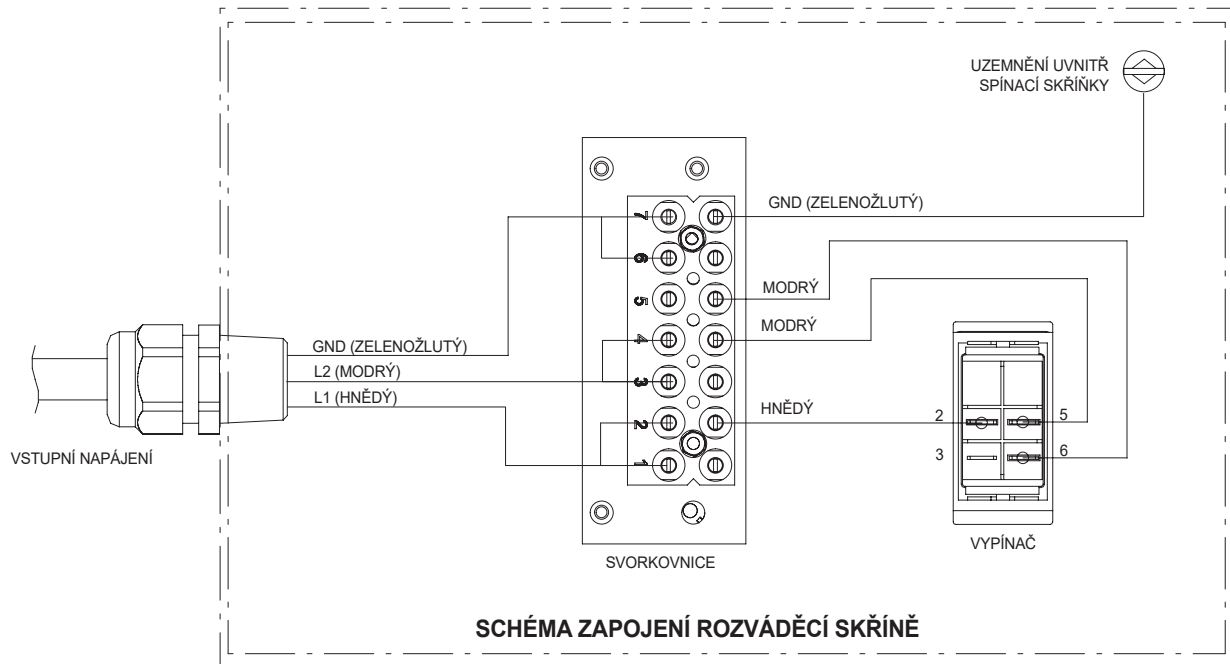 UZEMNĚNÍ UVNITŘ
SPÍNACÍ SKŘÍŇKY
GND (ZELENOŽLUTÝ)
7
6
5
4
3
2
1
MODRÝ
MODRÝ
HNĚDÝ
GND (ZELENOŽLUTÝ)
L2 (MODRÝ)
L1 (HNĚDÝ)
VSTUPNÍ NAPÁJENÍ
2
5
3
6
VYPÍNAČ
SVORKOVNICE
SCHÉMA ZAPOJENÍ ROZVÁDĚCÍ SKŘÍNĚ